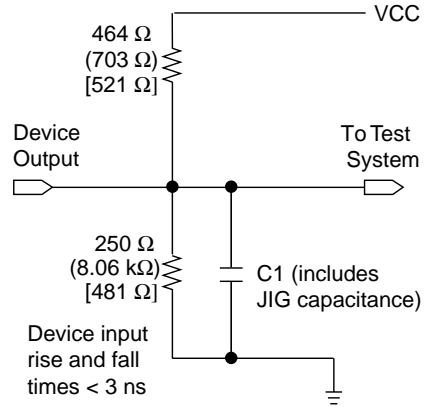 VCC
464 Ω
(703 Ω)
[521 Ω]
Device
Output
To Test
System
250 Ω
(8.06 kΩ)
[481 Ω]
C1 (includes
JIG capacitance)
Device input
rise and fall
times < 3 ns